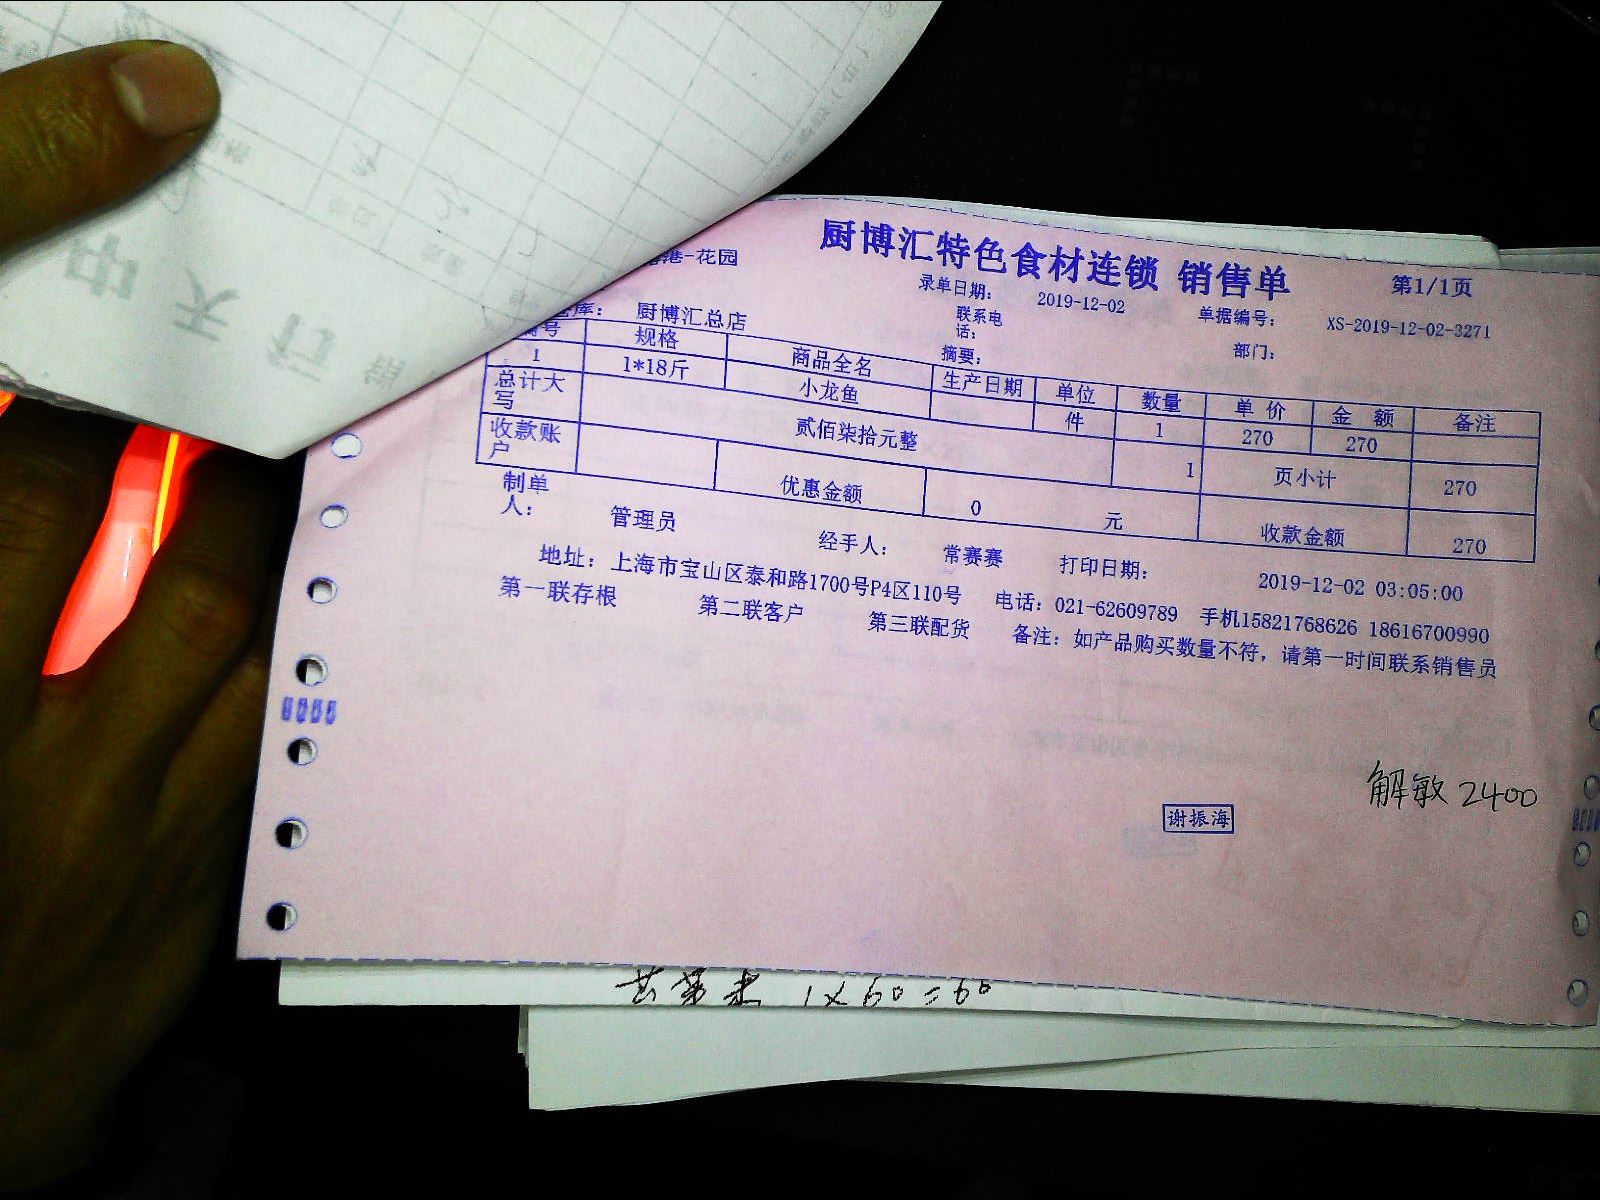 厨博汇特色食材连锁 销售单
第1/1页
港-花园
录单日期: 2019-12-02 单据编号: XS-2019-12-02-3271
库: 厨博汇总店 联系电话: 部门:
摘要:
号 规格 商品全名 生产日期 单位 数量 单 价 金 额 备注
1 1*18斤 小龙鱼 件 1 270 270
总计大写 贰佰柒拾元整 1 页小计 270
收款账户 优惠金额 0 元 收款金额 270
制单人: 管理员 经手人: 常赛赛 打印日期: 2019-12-02 03:05:00
地址: 上海市宝山区泰和路1700号P4区110号 电话: 021-62609789 手机15821768626 18616700990
第一联存根 第二联客户 第三联配货 备注: 如产品购买数量不符, 请第一时间联系销售员
解敏 2400
谢振海
1×60=60